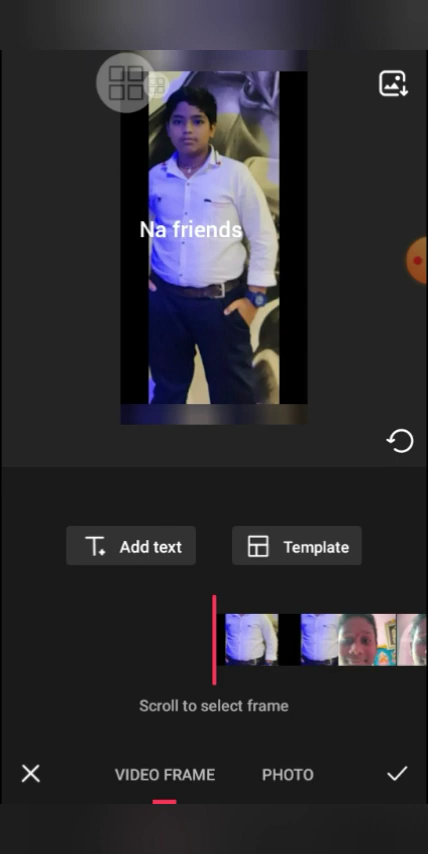 Na friends
Add text
Template
Scroll to select frame
VIDEO FRAME
PHOTO